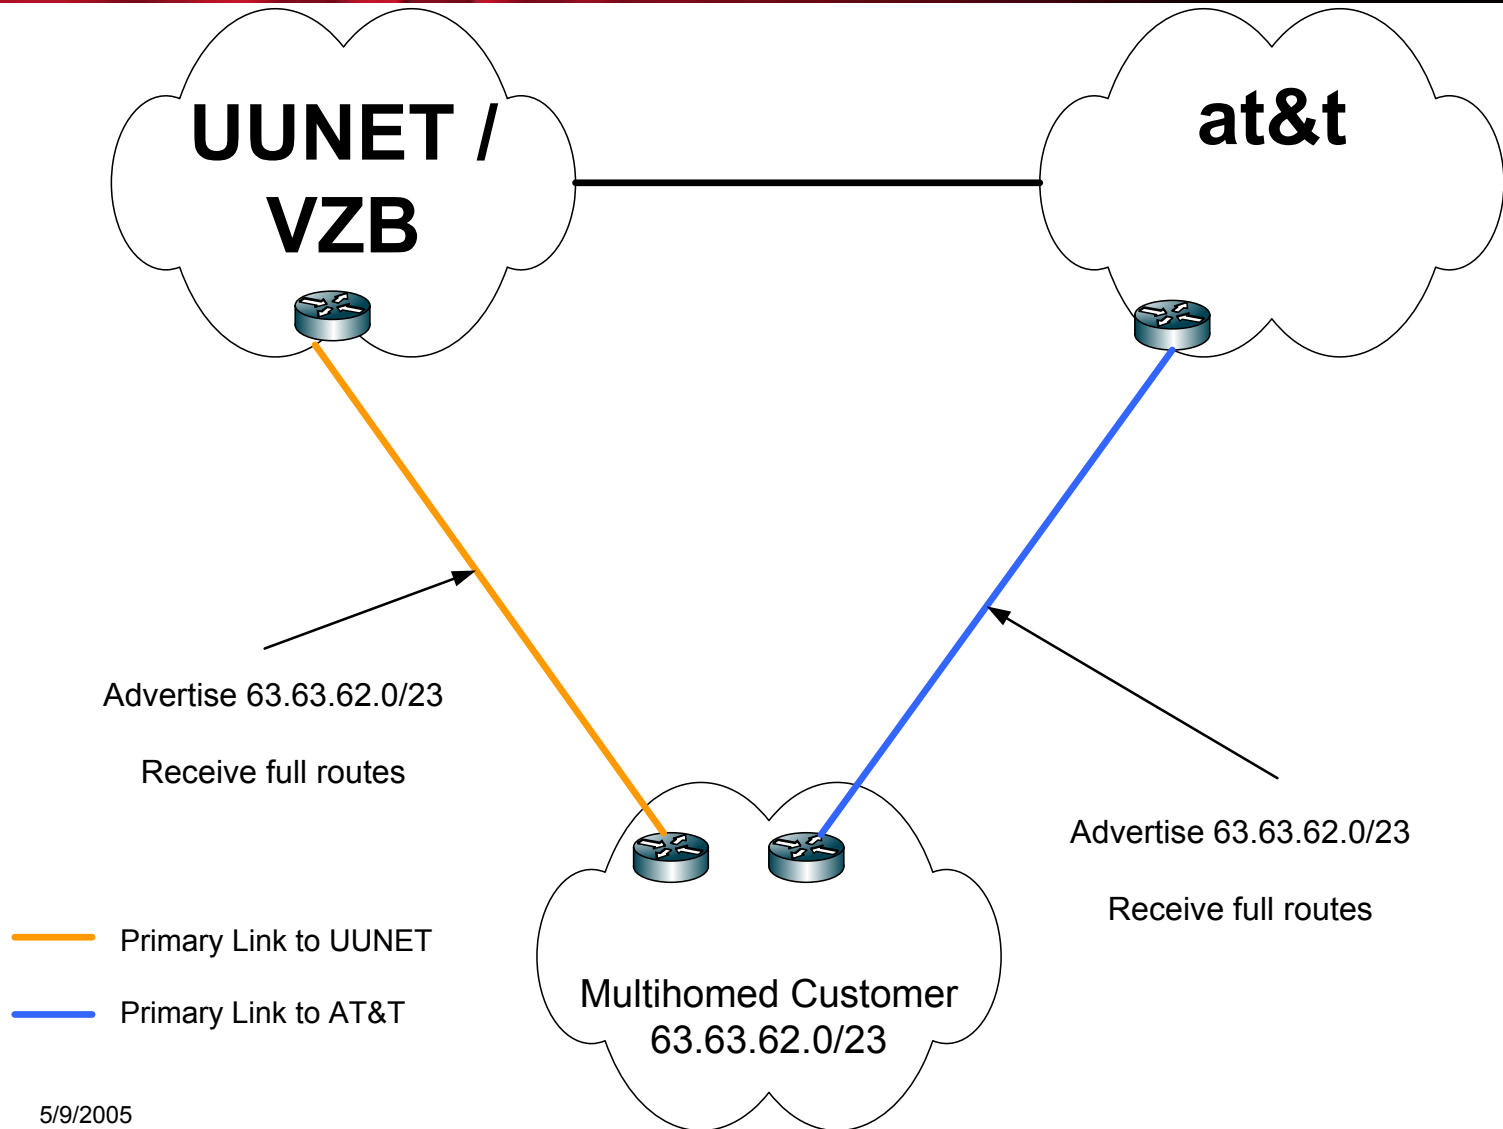 UUNET /
VZB
at&t
Advertise 63.63.62.0/23
Receive full routes
Advertise 63.63.62.0/23
Receive full routes
Primary Link to UUNET
Primary Link to AT&T
Multihomed Customer
63.63.62.0/23
5/9/2005